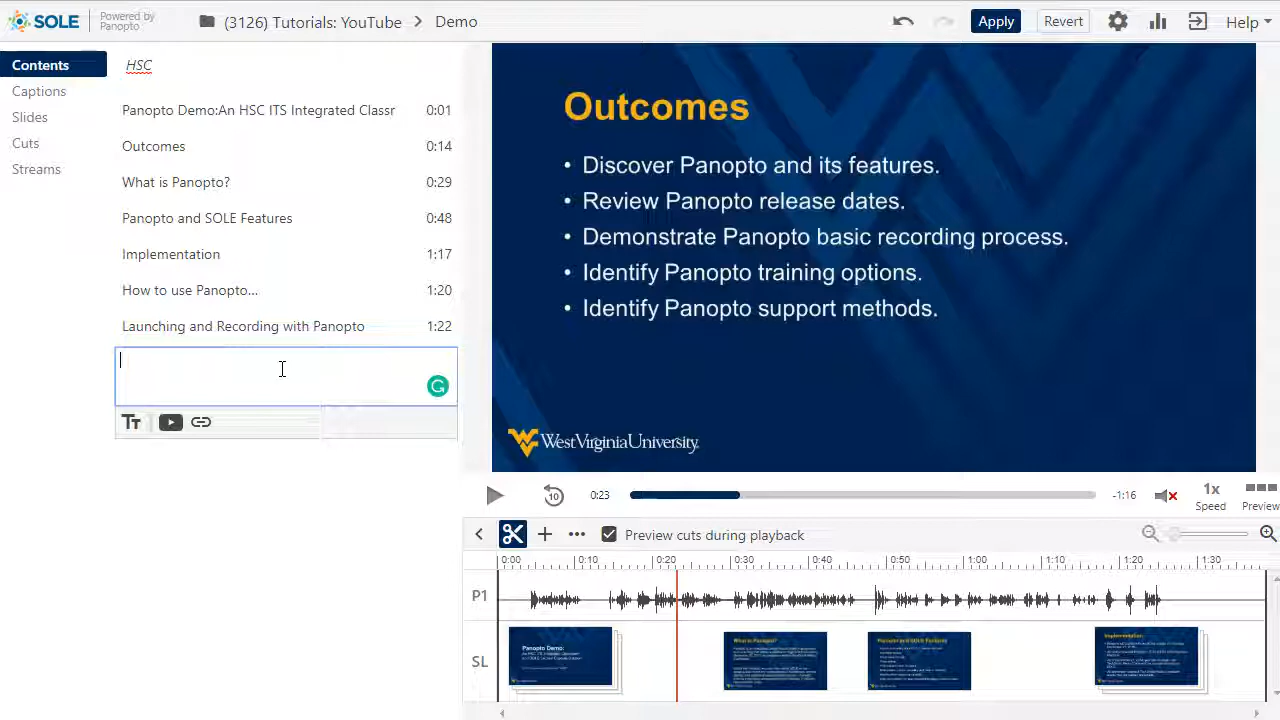 SOLE
Powered by
Panopto
(3126) Tutorials: YouTube > Demo
Apply
Revert
Help
Contents
Captions
Slides
Cuts
Streams
HSC
Panopto Demo:An HSC ITS Integrated Classr 0:01
Outcomes 0:14
What is Panopto? 0:29
Panopto and SOLE Features 0:48
Implementation 1:17
How to use Panopto... 1:20
Launching and Recording with Panopto 1:22
Outcomes
• Discover Panopto and its features.
• Review Panopto release dates.
• Demonstrate Panopto basic recording process.
• Identify Panopto training options.
• Identify Panopto support methods.
West Virginia University.
10
0:23
-1:16
1x
Speed
Preview
Preview cuts during playback
0:00 0:10 0:20 0:30 0:40 0:50 1:00 1:10 1:20 1:30
P1
SL
Panopto Demo:
What is Panopto?
Panopto and SOLE Features
Implementation: